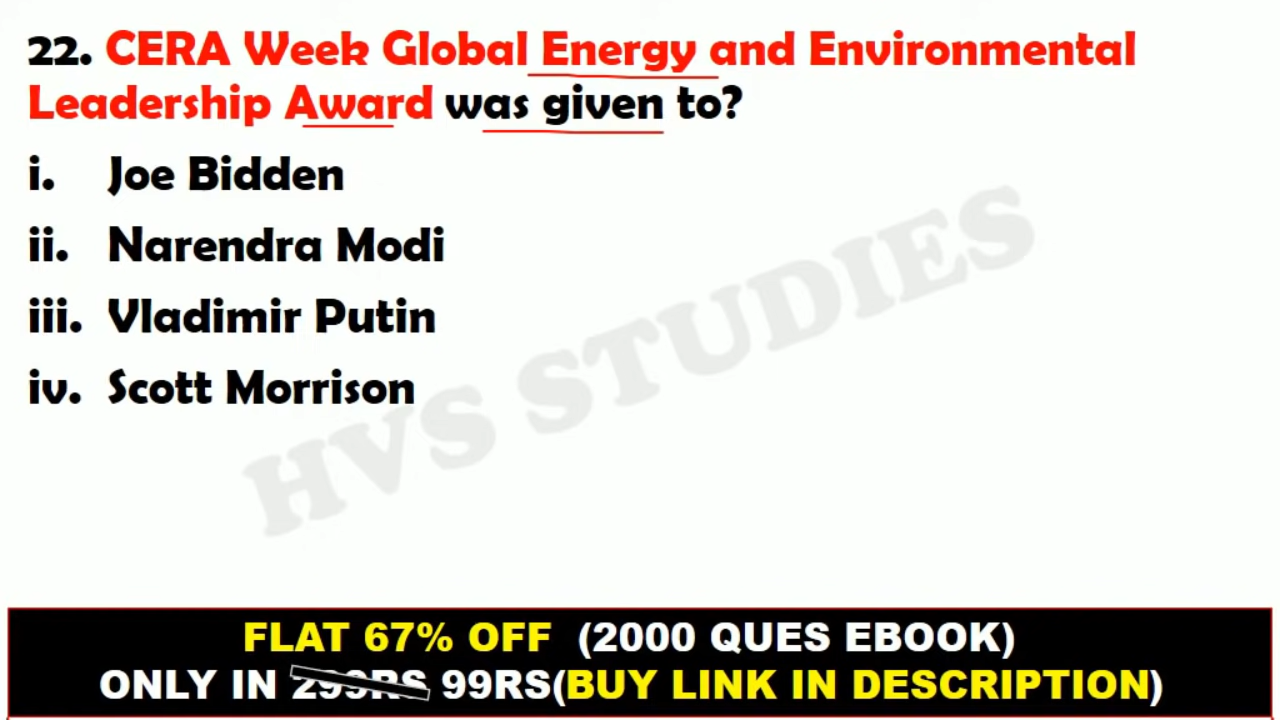 22. CERA Week Global Energy and Environmental
Leadership Award was given to?
i. Joe Bidden
ii. Narendra Modi
iii. Vladimir Putin
iv. Scott Morrison
HVS STUDIES
FLAT 67% OFF (2000 QUES EBOOK)
ONLY IN 299RS 99RS(BUY LINK IN DESCRIPTION)